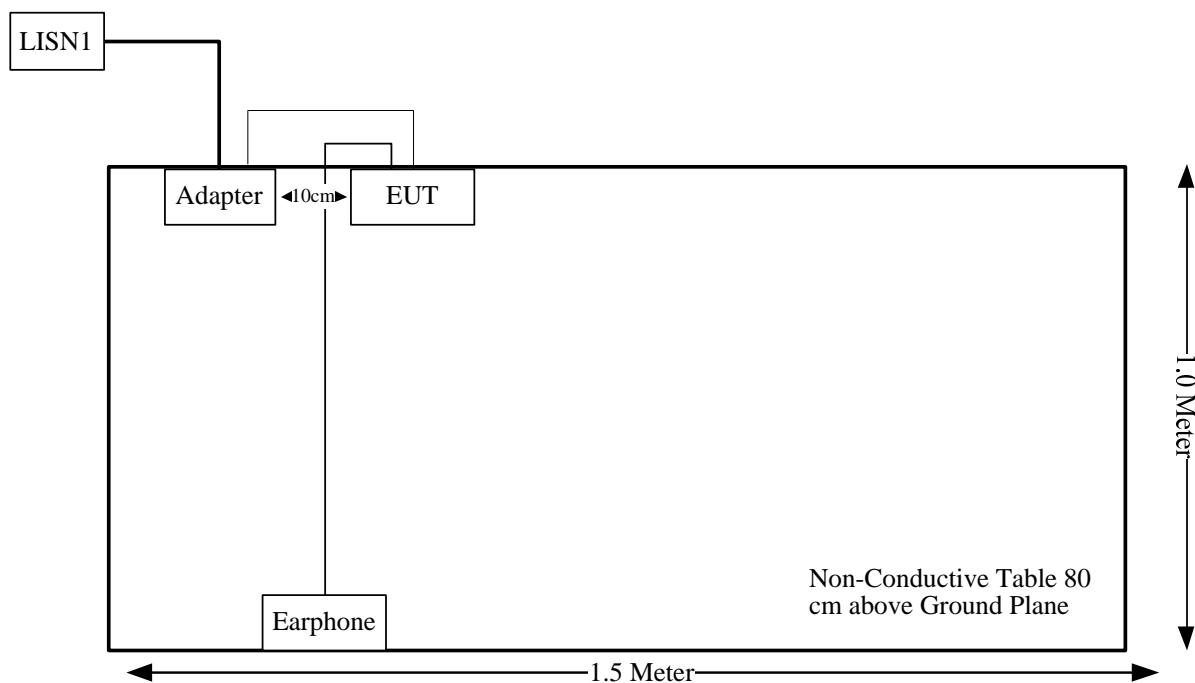 LISN1
Adapter
10cm
EUT
1.0 Meter
Non-Conductive Table 80
cm above Ground Plane
Earphone
1.5 Meter